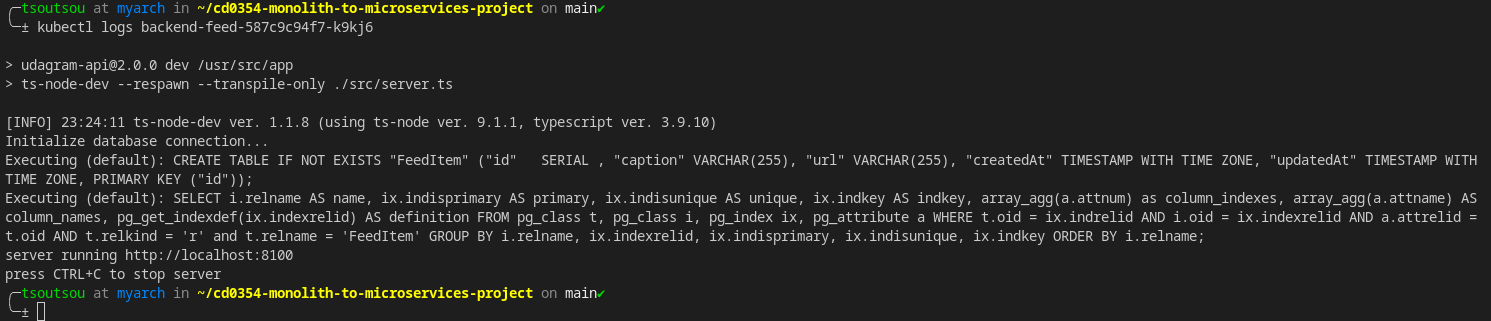 ╭─tsoutsou at myarch in ~/cd0354-monolith-to-microservices-project on main✔
╰─± kubectl logs backend-feed-587c9c94f7-k9kj6
> udagram-api@2.0.0 dev /usr/src/app
> ts-node-dev --respawn --transpile-only ./src/server.ts
[INFO] 23:24:11 ts-node-dev ver. 1.1.8 (using ts-node ver. 9.1.1, typescript ver. 3.9.10)
Initialize database connection...
Executing (default): CREATE TABLE IF NOT EXISTS "FeedItem" ("id"   SERIAL , "caption" VARCHAR(255), "url" VARCHAR(255), "createdAt" TIMESTAMP WITH TIME ZONE, "updatedAt" TIMESTAMP WITH
TIME ZONE, PRIMARY KEY ("id"));
Executing (default): SELECT i.relname AS name, ix.indisprimary AS primary, ix.indisunique AS unique, ix.indkey AS indkey, array_agg(a.attnum) as column_indexes, array_agg(a.attname) AS
column_names, pg_get_indexdef(ix.indexrelid) AS definition FROM pg_class t, pg_class i, pg_index ix, pg_attribute a WHERE t.oid = ix.indrelid AND i.oid = ix.indexrelid AND a.attrelid =
t.oid AND t.relkind = 'r' and t.relname = 'FeedItem' GROUP BY i.relname, ix.indexrelid, ix.indisprimary, ix.indisunique, ix.indkey ORDER BY i.relname;
server running http://localhost:8100
press CTRL+C to stop server
╭─tsoutsou at myarch in ~/cd0354-monolith-to-microservices-project on main✔
╰─±